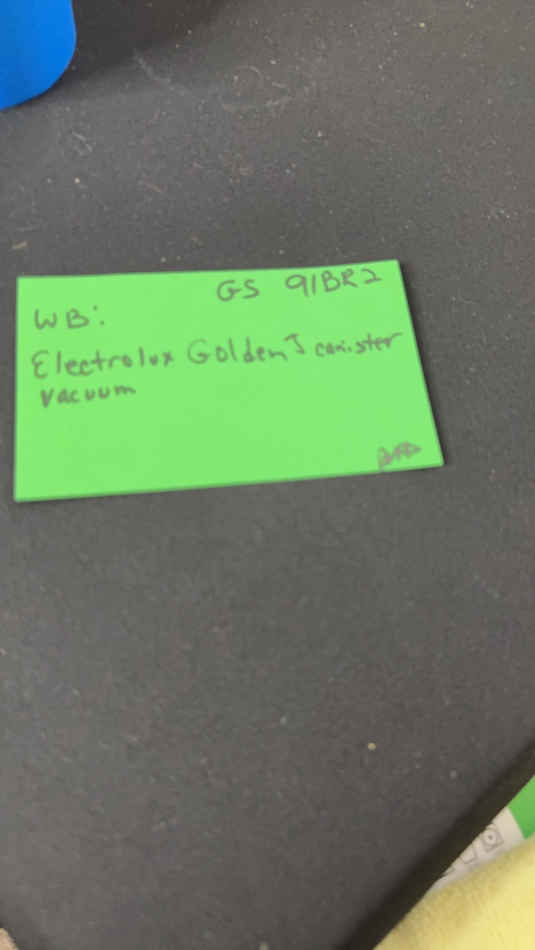 GS 91BR2
WB:
Electrolux Golden J canister
vacuum